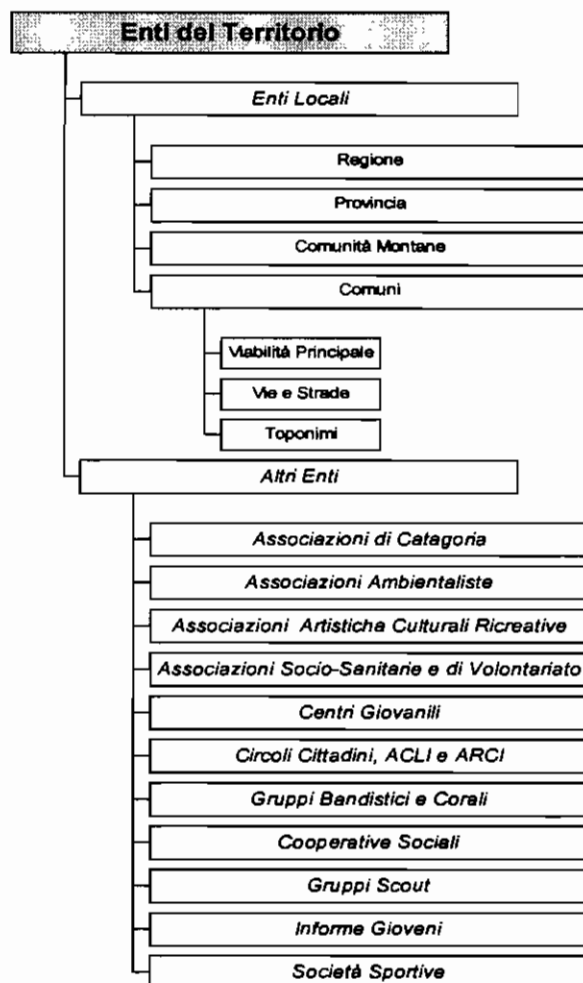 Enti del Territorio
Enti Locali
Regione
Provincia
Comunità Montane
Comuni
Viabilità Principale
Vie e Strade
Toponimi
Altri Enti
Associazioni di Catagoria
Associazioni Ambientaliste
Associazioni Artisticha Culturali Ricreative
Associazioni Socio-Sanitarie e di Volontariato
Centri Giovanili
Circoli Cittadini, ACLI e ARCI
Gruppi Bandistici e Corali
Cooperative Sociali
Gruppi Scout
Informe Gioveni
Società Sportive